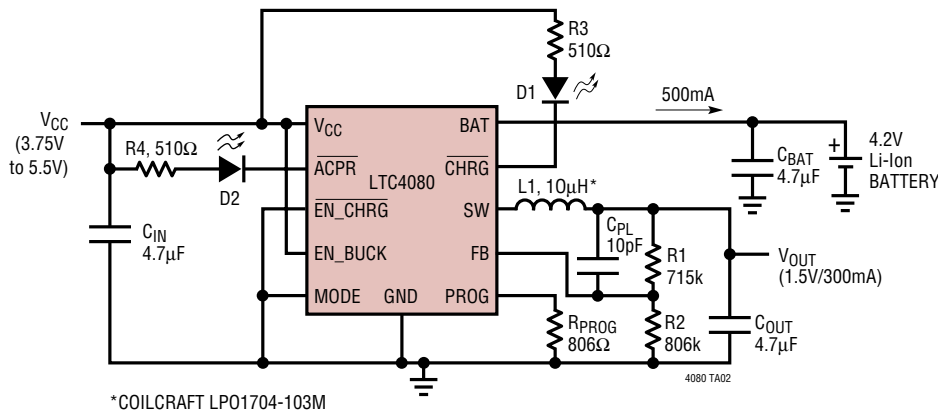 R3
510Ω
D1
500mA
VCC
(3.75V
to 5.5V)
R4, 510Ω
D2
VCC
BAT
ACPR
CHRG
LTC4080
EN_CHRG
SW
EN_BUCK
FB
MODE
GND
PROG
CIN
4.7μF
L1, 10μH*
CPL
10pF
R1
715k
CBAT
4.7μF
+
4.2V
Li-Ion
BATTERY
VOUT
(1.5V/300mA)
RPROG
806Ω
R2
806k
COUT
4.7μF
4080 TA02
*COILCRAFT LPO1704-103M